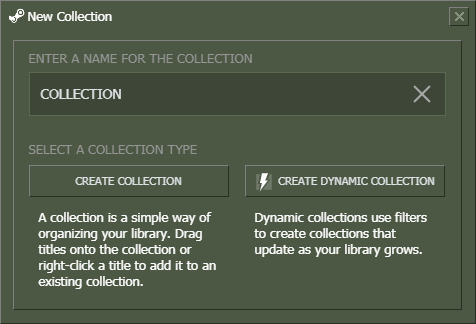 New Collection
ENTER A NAME FOR THE COLLECTION
COLLECTION
SELECT A COLLECTION TYPE
CREATE COLLECTION
A collection is a simple way of
organizing your library. Drag
titles onto the collection or
right-click a title to add it to an
existing collection.
CREATE DYNAMIC COLLECTION
Dynamic collections use filters
to create collections that
update as your library grows.